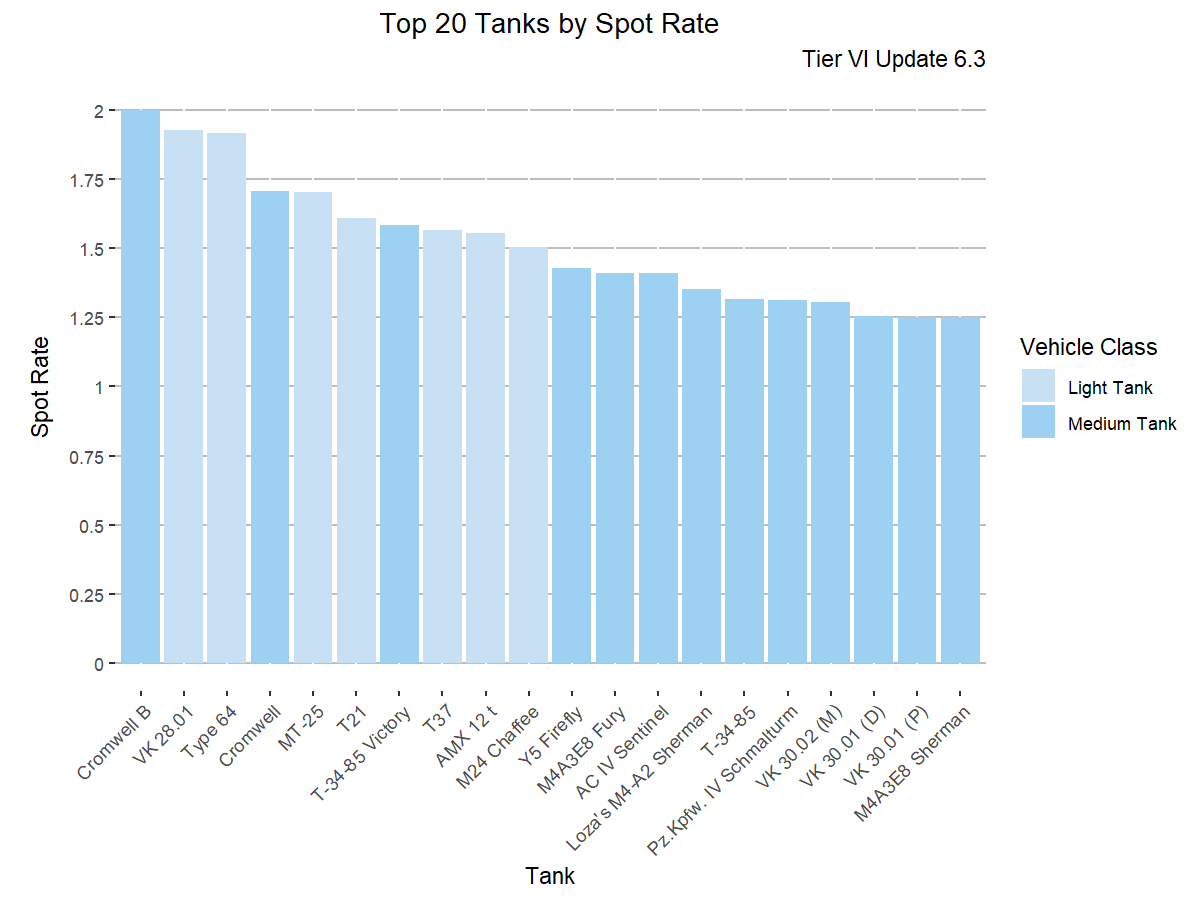 Top 20 Tanks by Spot Rate
Tier VI Update 6.3
2
1.75
1.5
1.25
1
0.75
0.5
0.25
0
Spot Rate
Cromwell B
VK 28.01
Type 64
Cromwell
MT-25
T21
T-34-85 Victory
T37
AMX 12 t
M24 Chaffee
Y5 Firefly
M4A3E8 Fury
AC IV Sentinel
Loza's M4-A2 Sherman
T-34-85
Pz.Kpfw. IV Schmalturm
VK 30.02 (M)
VK 30.01 (D)
VK 30.01 (P)
M4A3E8 Sherman
Tank
Vehicle Class
Light Tank
Medium Tank